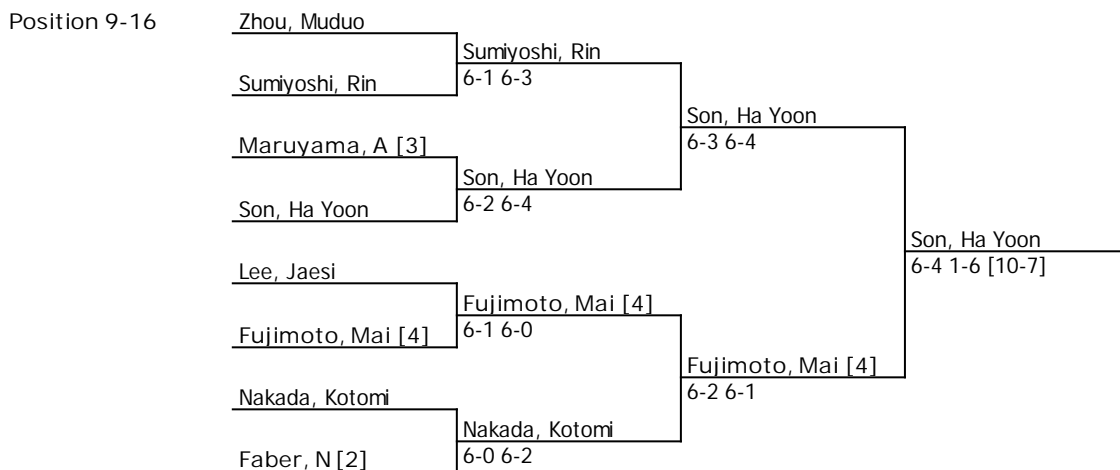 Position 9-16
Zhou, Muduo
Sumiyoshi, Rin
6-1 6-3
Sumiyoshi, Rin
Son, Ha Yoon
6-3 6-4
Maruyama, A [3]
Son, Ha Yoon
6-2 6-4
Son, Ha Yoon
Son, Ha Yoon
6-4 1-6 [10-7]
Lee, Jaesi
Fujimoto, Mai [4]
6-1 6-0
Fujimoto, Mai [4]
Fujimoto, Mai [4]
6-2 6-1
Nakada, Kotomi
Nakada, Kotomi
6-0 6-2
Faber, N [2]